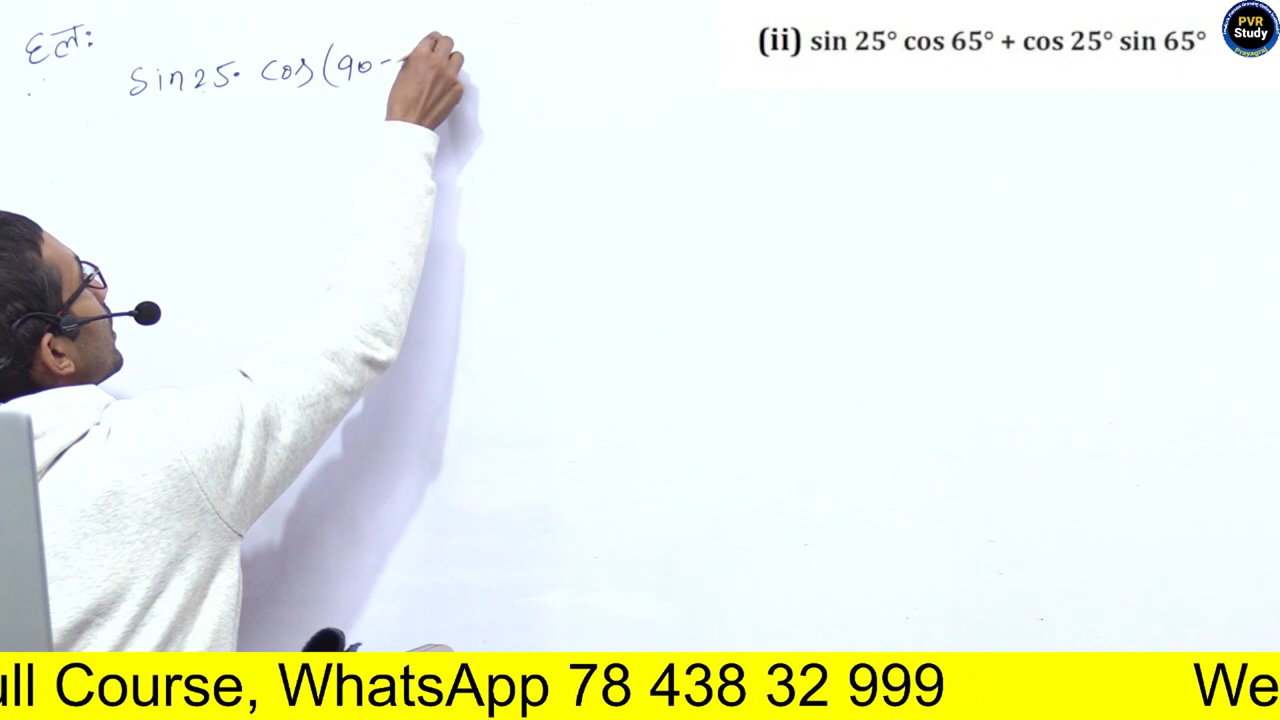 हल:
sin25. cos(90-
(ii) sin 25° cos 65° + cos 25° sin 65°
PVR
Study
Prayagraj
ull Course, WhatsApp 78 438 32 999 We